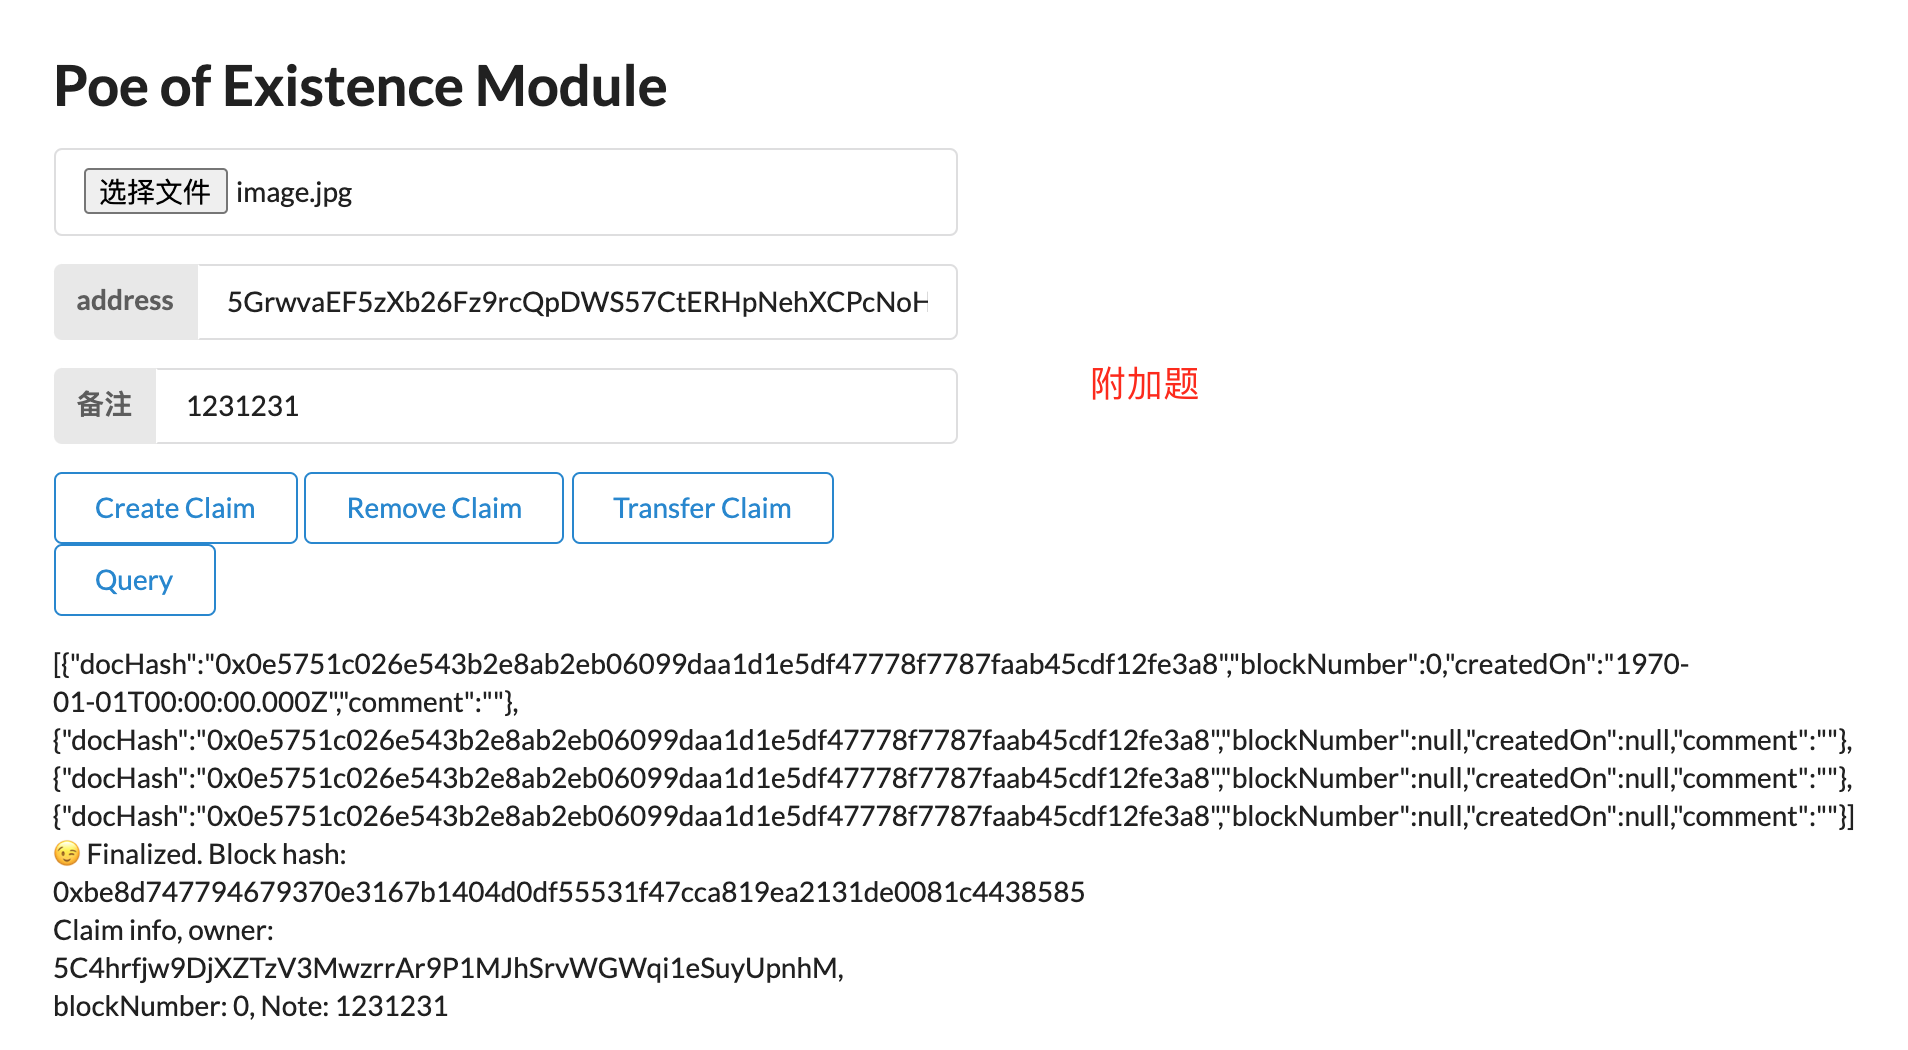 Poe of Existence Module
选择文件 image.jpg
address 5GrwvaEF5zXb26Fz9rcQpDWS57CtERHpNehXCPcNoH
备注 1231231
附加题
Create Claim Remove Claim Transfer Claim
Query
[{"docHash":"0x0e5751c026e543b2e8ab2eb06099daa1d1e5df47778f7787faab45cdf12fe3a8","blockNumber":0,"createdOn":"1970-
01-01T00:00:00.000Z","comment":""},
{"docHash":"0x0e5751c026e543b2e8ab2eb06099daa1d1e5df47778f7787faab45cdf12fe3a8","blockNumber":null,"createdOn":null,"comment":""},
{"docHash":"0x0e5751c026e543b2e8ab2eb06099daa1d1e5df47778f7787faab45cdf12fe3a8","blockNumber":null,"createdOn":null,"comment":""},
{"docHash":"0x0e5751c026e543b2e8ab2eb06099daa1d1e5df47778f7787faab45cdf12fe3a8","blockNumber":null,"createdOn":null,"comment":""}]
😉 Finalized. Block hash:
0xbe8d747794679370e3167b1404d0df55531f47cca819ea2131de0081c4438585
Claim info, owner:
5C4hrfjw9DjXZTzV3MwzrrAr9P1MJhSrvWGWqi1eSuyUpnhM,
blockNumber: 0, Note: 1231231